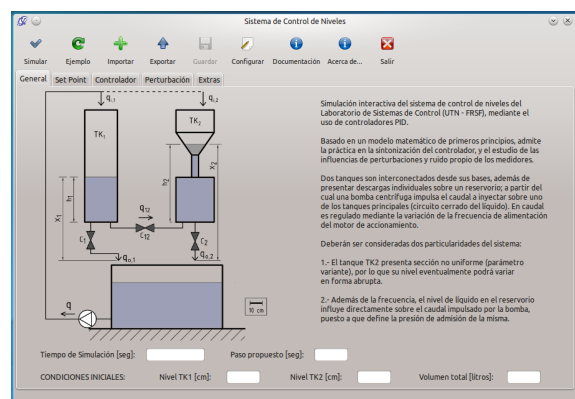 Sistema de Control de Niveles
Simular Ejemplo Importar Exportar Guardar Configurar Documentación Acerca de... Salir
General Set Point Controlador Perturbación Extras
q i,1
q i,2
TK1
TK2
h1
x1
h2
x2
q12
C1
C12
C2
q o,1
q o,2
q
10 cm
Simulación interactiva del sistema de control de niveles del
Laboratorio de Sistemas de Control (UTN - FRSF), mediante el
uso de controladores PID.
Basado en un modelo matemático de primeros principios, admite
la práctica en la sintonización del controlador, y el estudio de las
influencias de perturbaciones y ruido propio de los medidores.
Dos tanques son interconectados desde sus bases, además de
presentar descargas individuales sobre un reservorio; a partir del
cual una bomba centrífuga impulsa el caudal a inyectar sobre uno
de los tanques principales (circuito cerrado del líquido). En caudal
es regulado mediante la variación de la frecuencia de alimentación
del motor de accionamiento.
Deberán ser consideradas dos particularidades del sistema:
1.- El tanque TK2 presenta sección no uniforme (parámetro
variante), por lo que su nivel eventualmente podrá variar
en forma abrupta.
2.- Además de la frecuencia, el nivel de líquido en el reservorio
influye directamente sobre el caudal impulsado por la bomba,
puesto a que define la presión de admisión de la misma.
Tiempo de Simulación [seg]: Paso propuesto [seg]:
CONDICIONES INICIALES: Nivel TK1 [cm]: Nivel TK2 [cm]: Volumen total [litros]: